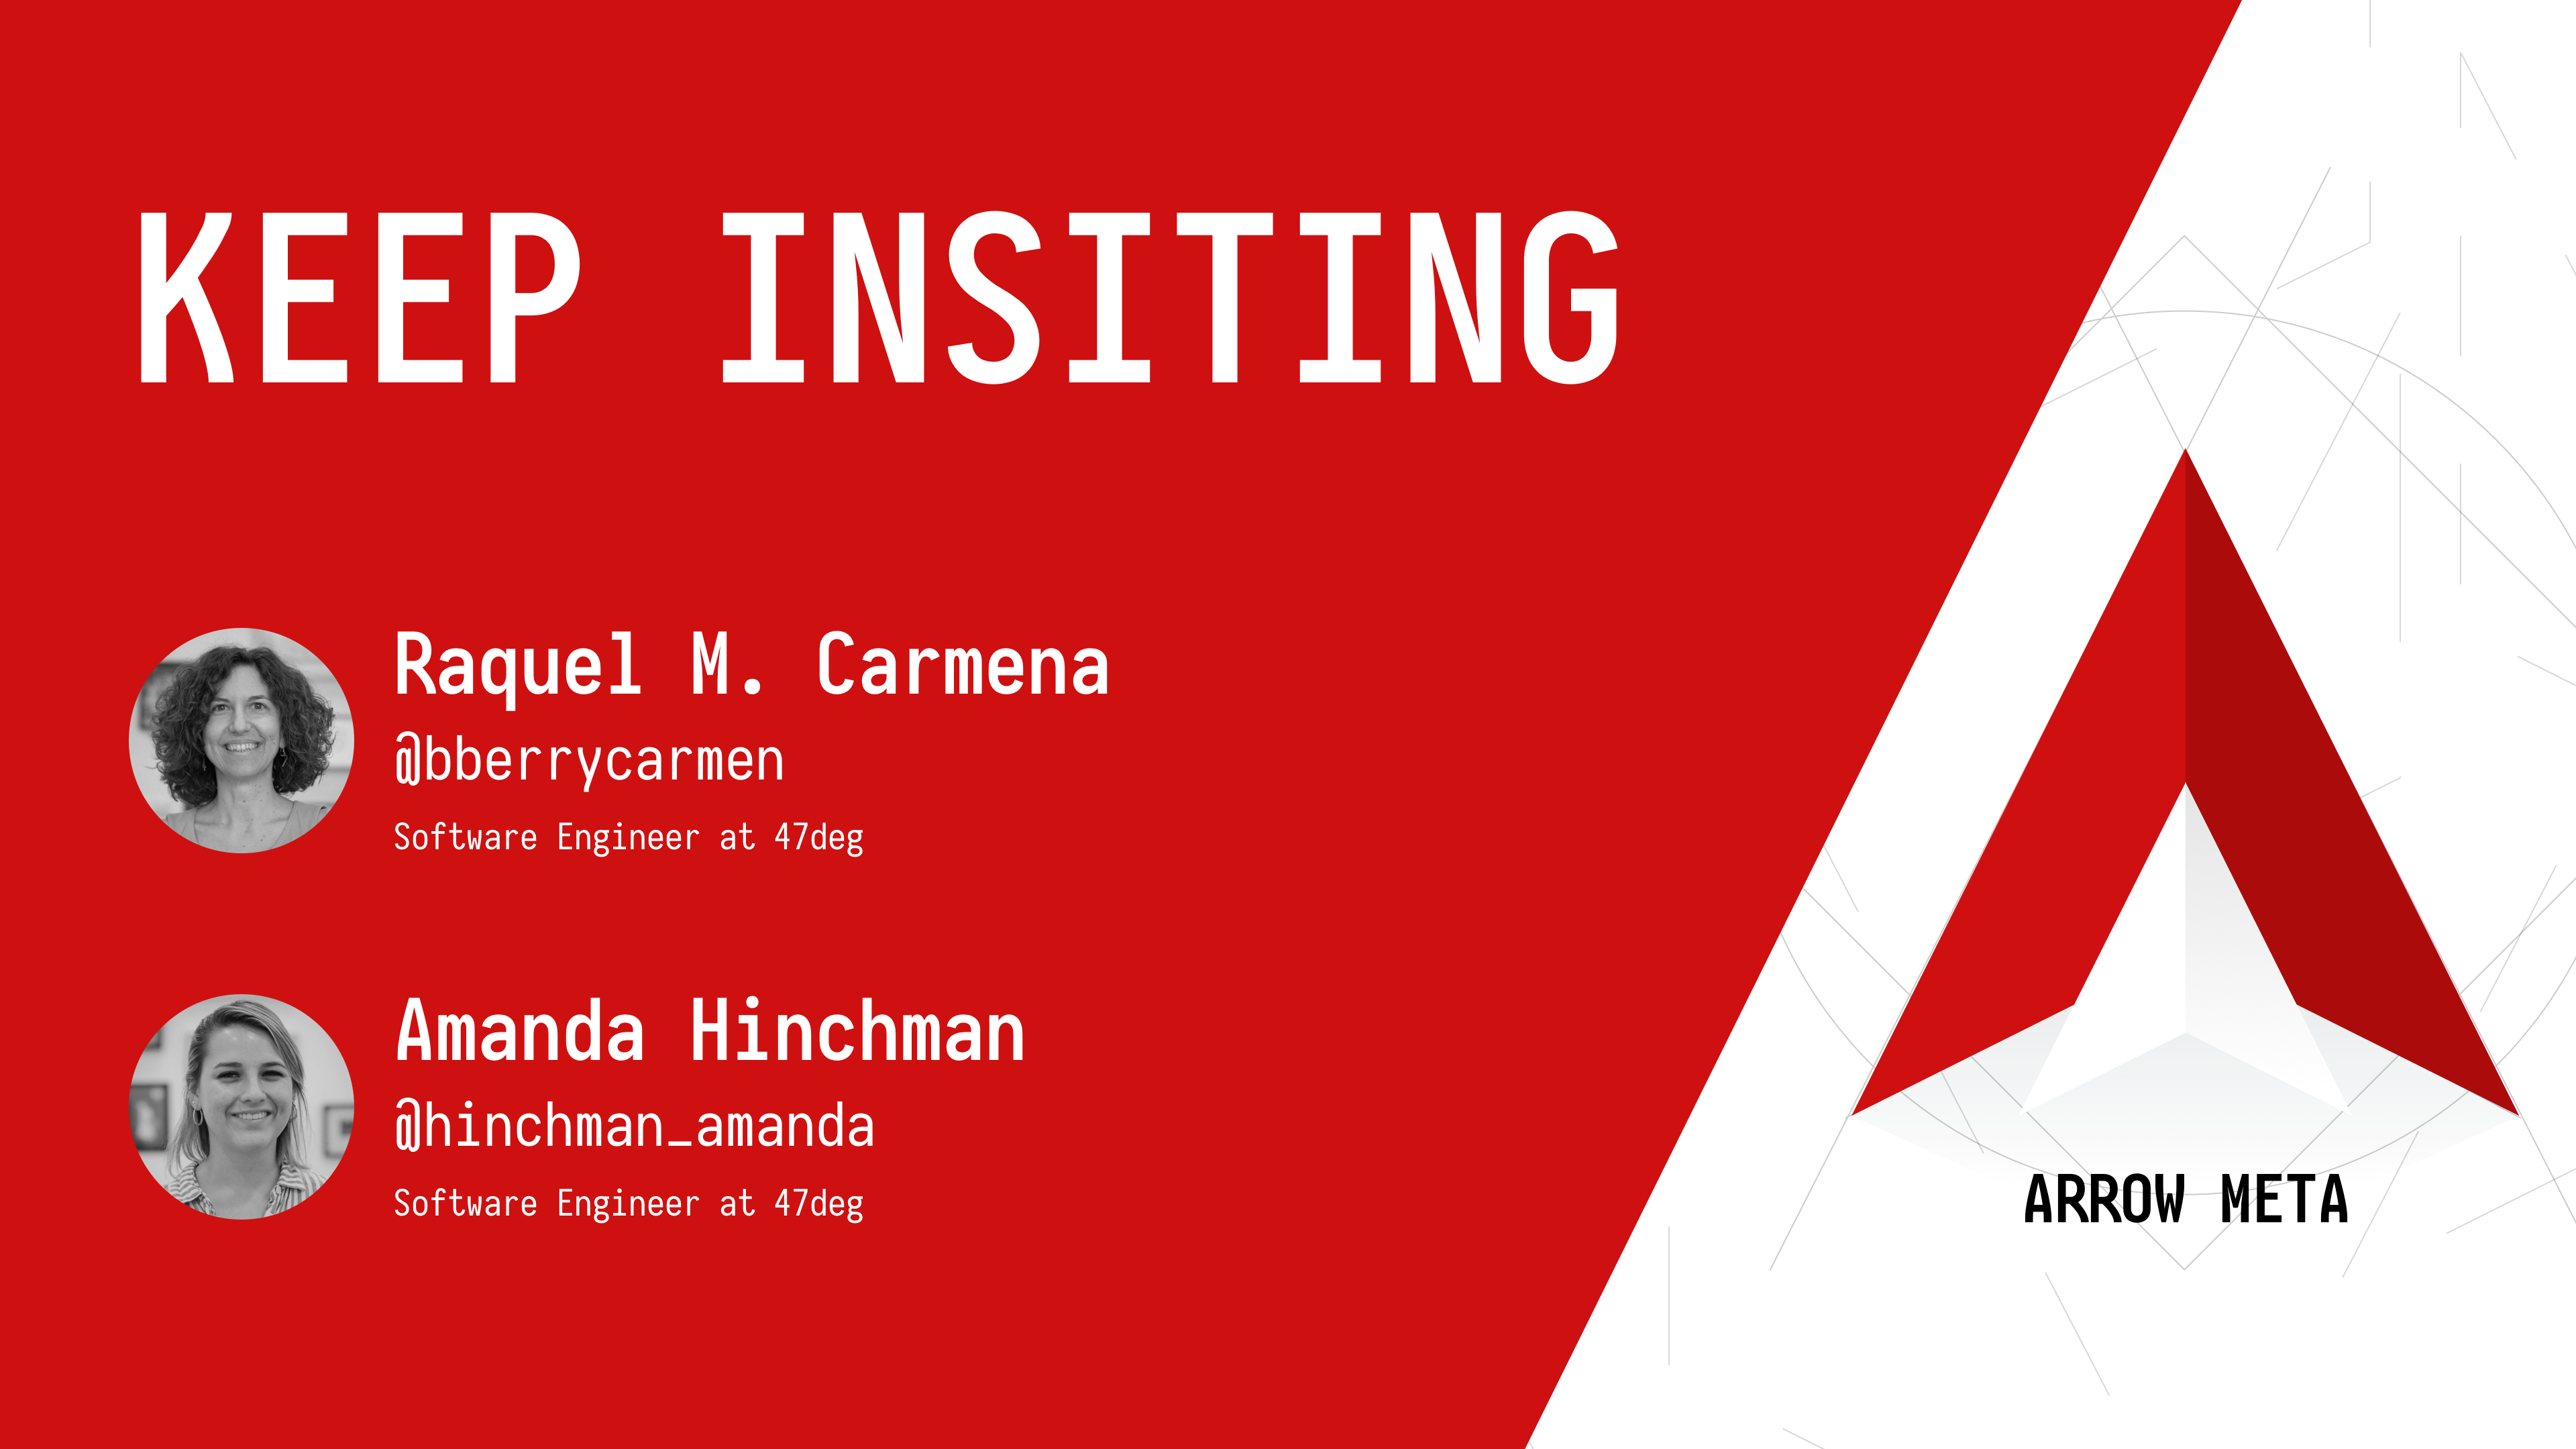 KEEP INSITING
Raquel M. Carmena
@bberrycarmen
Software Engineer at 47deg
Amanda Hinchman
@hinchman_amanda
Software Engineer at 47deg
ARROW META